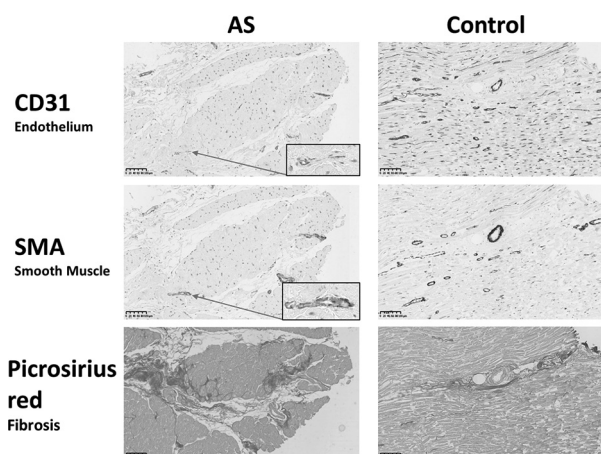 AS
Control
CD31
Endothelium
SMA
Smooth Muscle
Picrosirius
red
Fibrosis